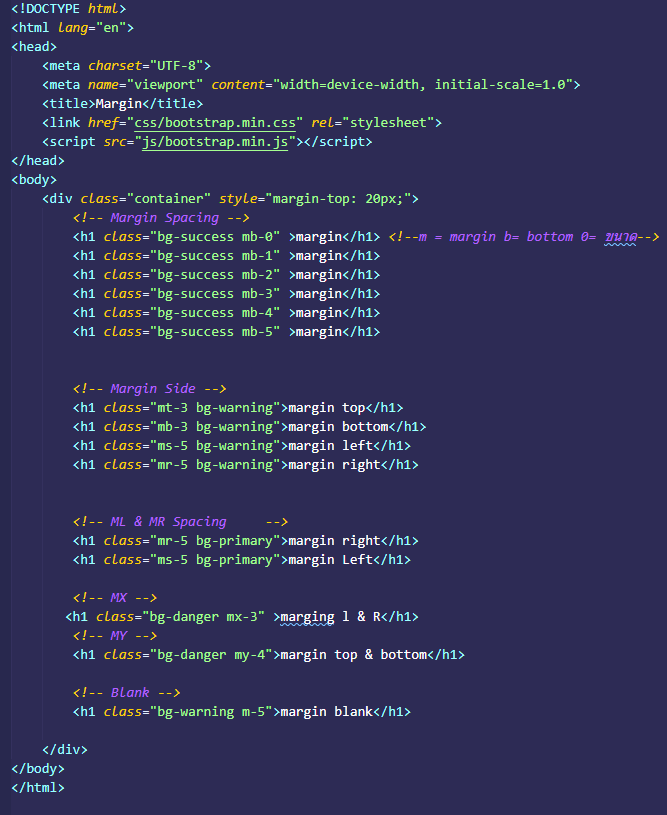 <!DOCTYPE html>
<html lang="en">
<head>
    <meta charset="UTF-8">
    <meta name="viewport" content="width=device-width, initial-scale=1.0">
    <title>Margin</title>
    <link href="css/bootstrap.min.css" rel="stylesheet">
    <script src="js/bootstrap.min.js"></script>
</head>
<body>
    <div class="container" style="margin-top: 20px;">
        <!-- Margin Spacing -->
        <h1 class="bg-success mb-0" >margin</h1> <!--m = margin b= bottom 0= ขนาด-->
        <h1 class="bg-success mb-1" >margin</h1>
        <h1 class="bg-success mb-2" >margin</h1>
        <h1 class="bg-success mb-3" >margin</h1>
        <h1 class="bg-success mb-4" >margin</h1>
        <h1 class="bg-success mb-5" >margin</h1>
        <!-- Margin Side -->
        <h1 class="mt-3 bg-warning">margin top</h1>
        <h1 class="mb-3 bg-warning">margin bottom</h1>
        <h1 class="ms-5 bg-warning">margin left</h1>
        <h1 class="mr-5 bg-warning">margin right</h1>
        <!-- ML & MR Spacing     -->
        <h1 class="mr-5 bg-primary">margin right</h1>
        <h1 class="ms-5 bg-primary">margin Left</h1>
        <!-- MX -->
       <h1 class="bg-danger mx-3" >marging l & R</h1>
        <!-- MY -->
        <h1 class="bg-danger my-4">margin top & bottom</h1>
        <!-- Blank -->
        <h1 class="bg-warning m-5">margin blank</h1>
    </div>
</body>
</html>